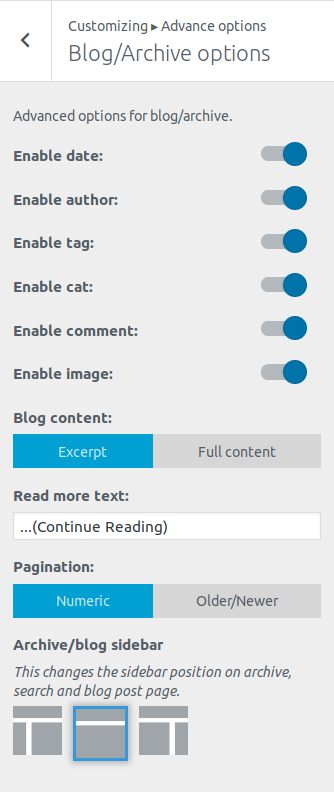 Customizing ▸ Advance options
Blog/Archive options
Advanced options for blog/archive.
Enable date:
Enable author:
Enable tag:
Enable cat:
Enable comment:
Enable image:
Blog content:
Excerpt Full content
Read more text:
...(Continue Reading)
Pagination:
Numeric Older/Newer
Archive/blog sidebar
This changes the sidebar position on archive,
search and blog post page.